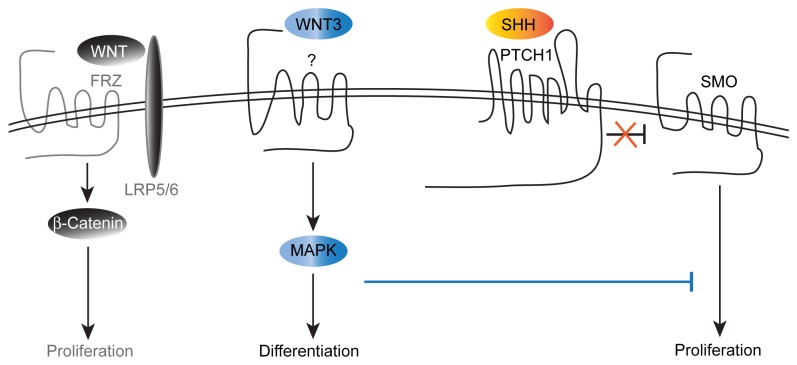 WNT
FRZ
LRP5/6
β-Catenin
Proliferation
WNT3
?
MAPK
Differentiation
SHH
PTCH1
SMO
Proliferation